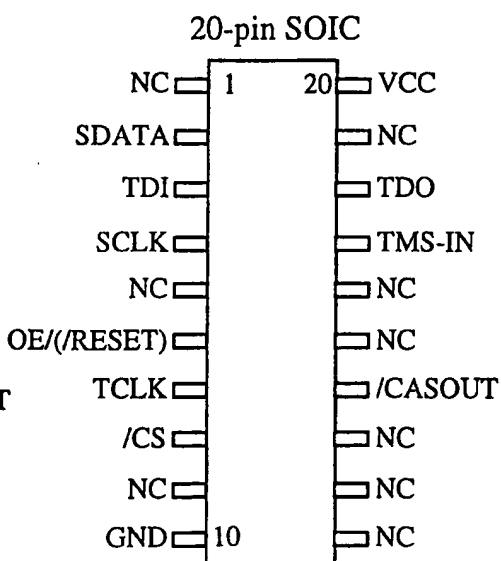 20-pin SOIC
NC 1 20 VCC
SDATA NC
TDI TDO
SCLK TMS-IN
NC NC
OE/(/RESET) NC
T TCLK /CASOUT
/CS NC
NC NC
GND 10 NC